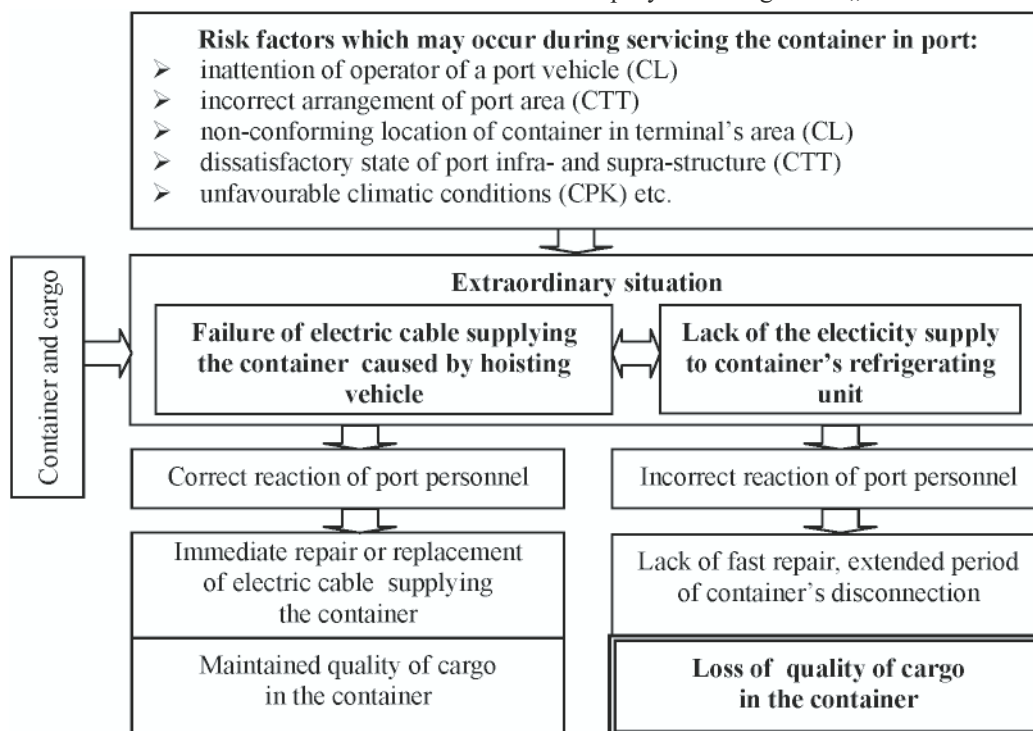 Risk factors which may occur during servicing the container in port:
➢ inattention of operator of a port vehicle (CL)
➢ incorrect arrangement of port area (CTT)
➢ non-conforming location of container in terminal's area (CL)
➢ dissatisfactory state of port infra- and supra-structure (CTT)
➢ unfavourable climatic conditions (CPK) etc.
Container and cargo
Extraordinary situation
Failure of electric cable supplying
the container caused by hoisting
vehicle
Lack of the electicity supply
to container's refrigerating
unit
Correct reaction of port personnel
Incorrect reaction of port personnel
Immediate repair or replacement
of electric cable supplying
the container
Lack of fast repair, extended period
of container's disconnection
Maintained quality of cargo
in the container
Loss of quality of cargo
in the container